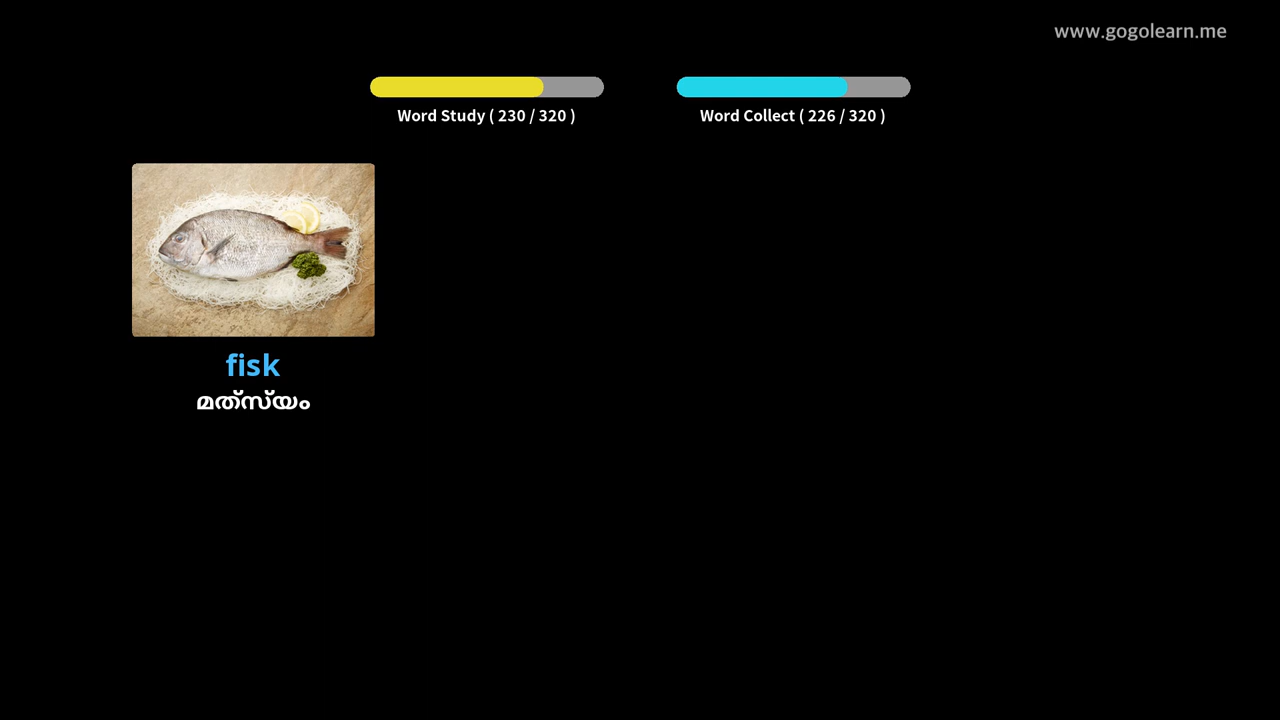 www.gogolearn.me
Word Study ( 230 / 320 )
Word Collect ( 226 / 320 )
fisk
മത്സ്യം